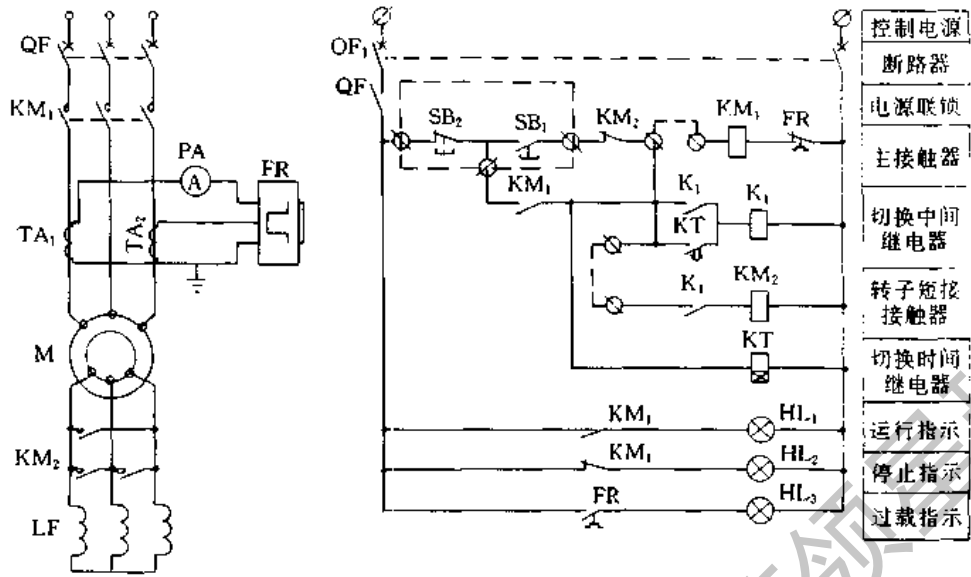 QF
KM₁
PA
A
FR
TA₁
TA₂
M
KM₂
LF
QF₁
QF
SB₂
SB₁
KM₂
KM₁
FR
KM₁
K₁
K₁
KT
K₁
KM₂
KT
KM₁
HL₁
KM₁
HL₂
FR
HL₃
控制电源
断路器
电源联锁
主接触器
切换中间
继电器
转子短接
接触器
切换时间
继电器
运行指示
停止指示
过载指示